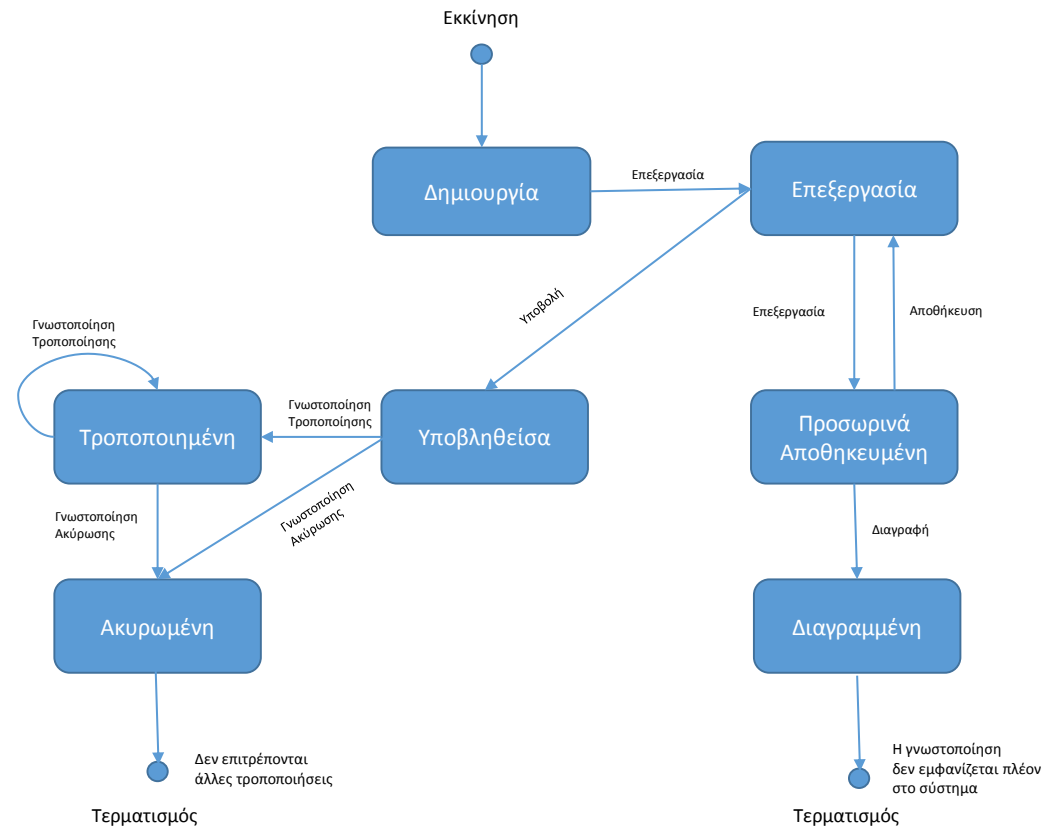 Εκκίνηση
Δημιουργία
Επεξεργασία
Επεξεργασία
Υποβολή
Επεξεργασία
Αποθήκευση
Γνωστοποίηση
Τροποποίησης
Τροποποιημένη
Γνωστοποίηση
Τροποποίησης
Υποβληθείσα
Προσωρινά
Αποθηκευμένη
Γνωστοποίηση
Ακύρωσης
Γνωστοποίηση
Ακύρωσης
Διαγραφή
Ακυρωμένη
Διαγραμμένη
Δεν επιτρέπονται
άλλες τροποποιήσεις
Η γνωστοποίηση
δεν εμφανίζεται πλέον
στο σύστημα
Τερματισμός
Τερματισμός